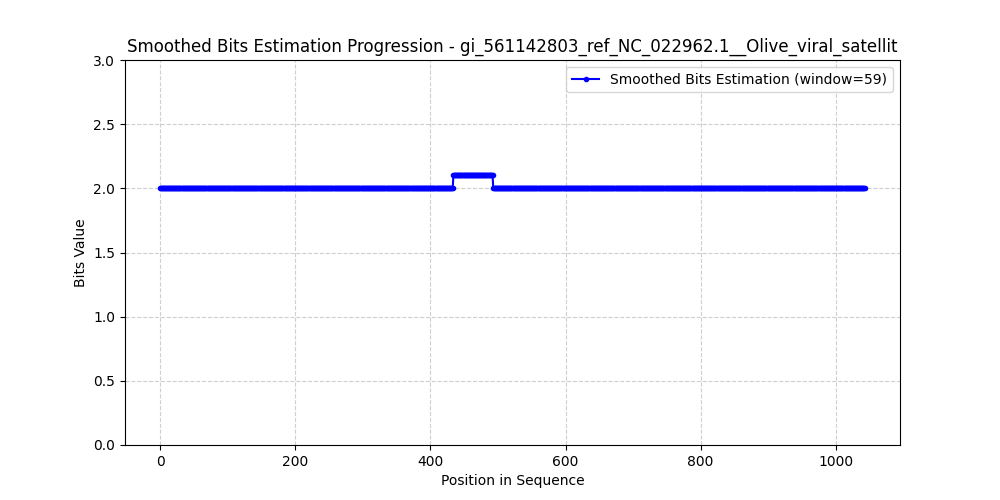 Smoothed Bits Estimation Progression - gi_561142803_ref_NC_022962.1__Olive_viral_satellit
Smoothed Bits Estimation (window=59)
3.0
2.5
2.0
1.5
1.0
0.5
0.0
Bits Value
0 200 400 600 800 1000
Position in Sequence